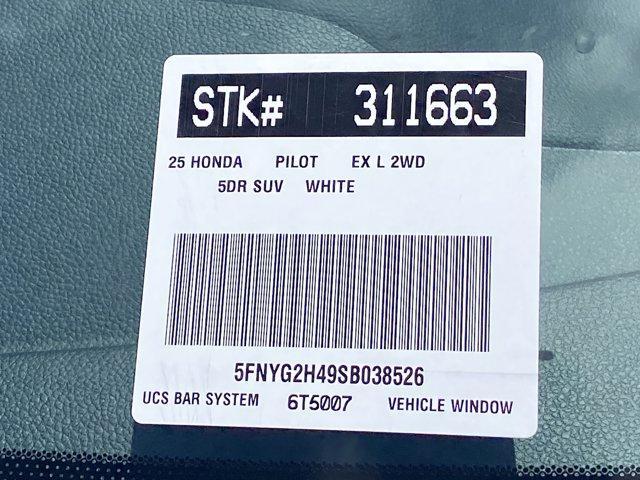 STK# 311663
25 HONDA PILOT EX L 2WD
5DR SUV WHITE
5FNYG2H49SB038526
UCS BAR SYSTEM 6T5007 VEHICLE WINDOW